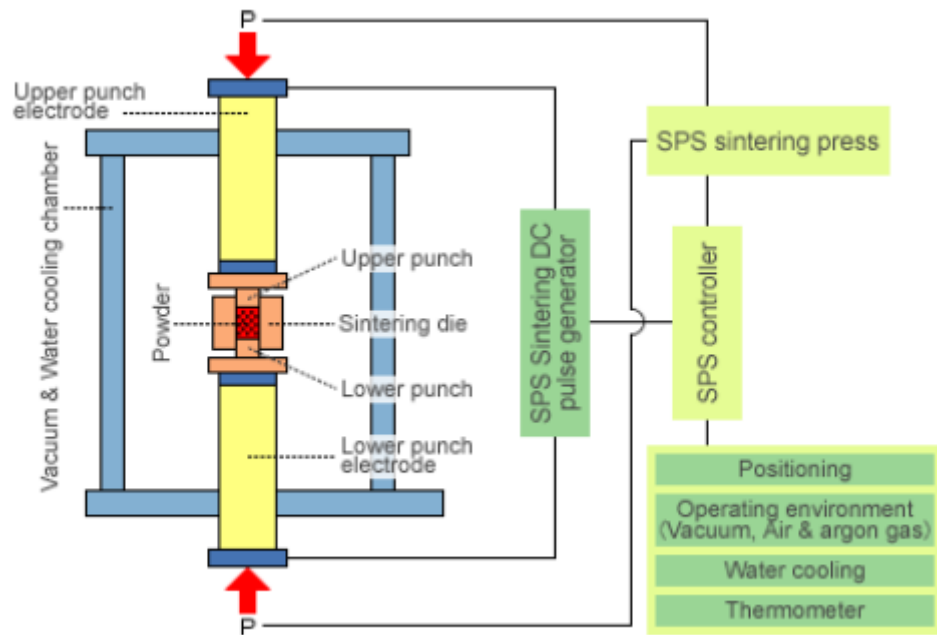 P
Upper punch
electrode
SPS sintering press
Vacuum & Water cooling chamber
Powder
Upper punch
Sintering die
Lower punch
Lower punch
electrode
SPS Sintering DC
pulse generator
SPS controller
Positioning
Operating environment
(Vacuum, Air & argon gas)
Water cooling
Thermometer
P